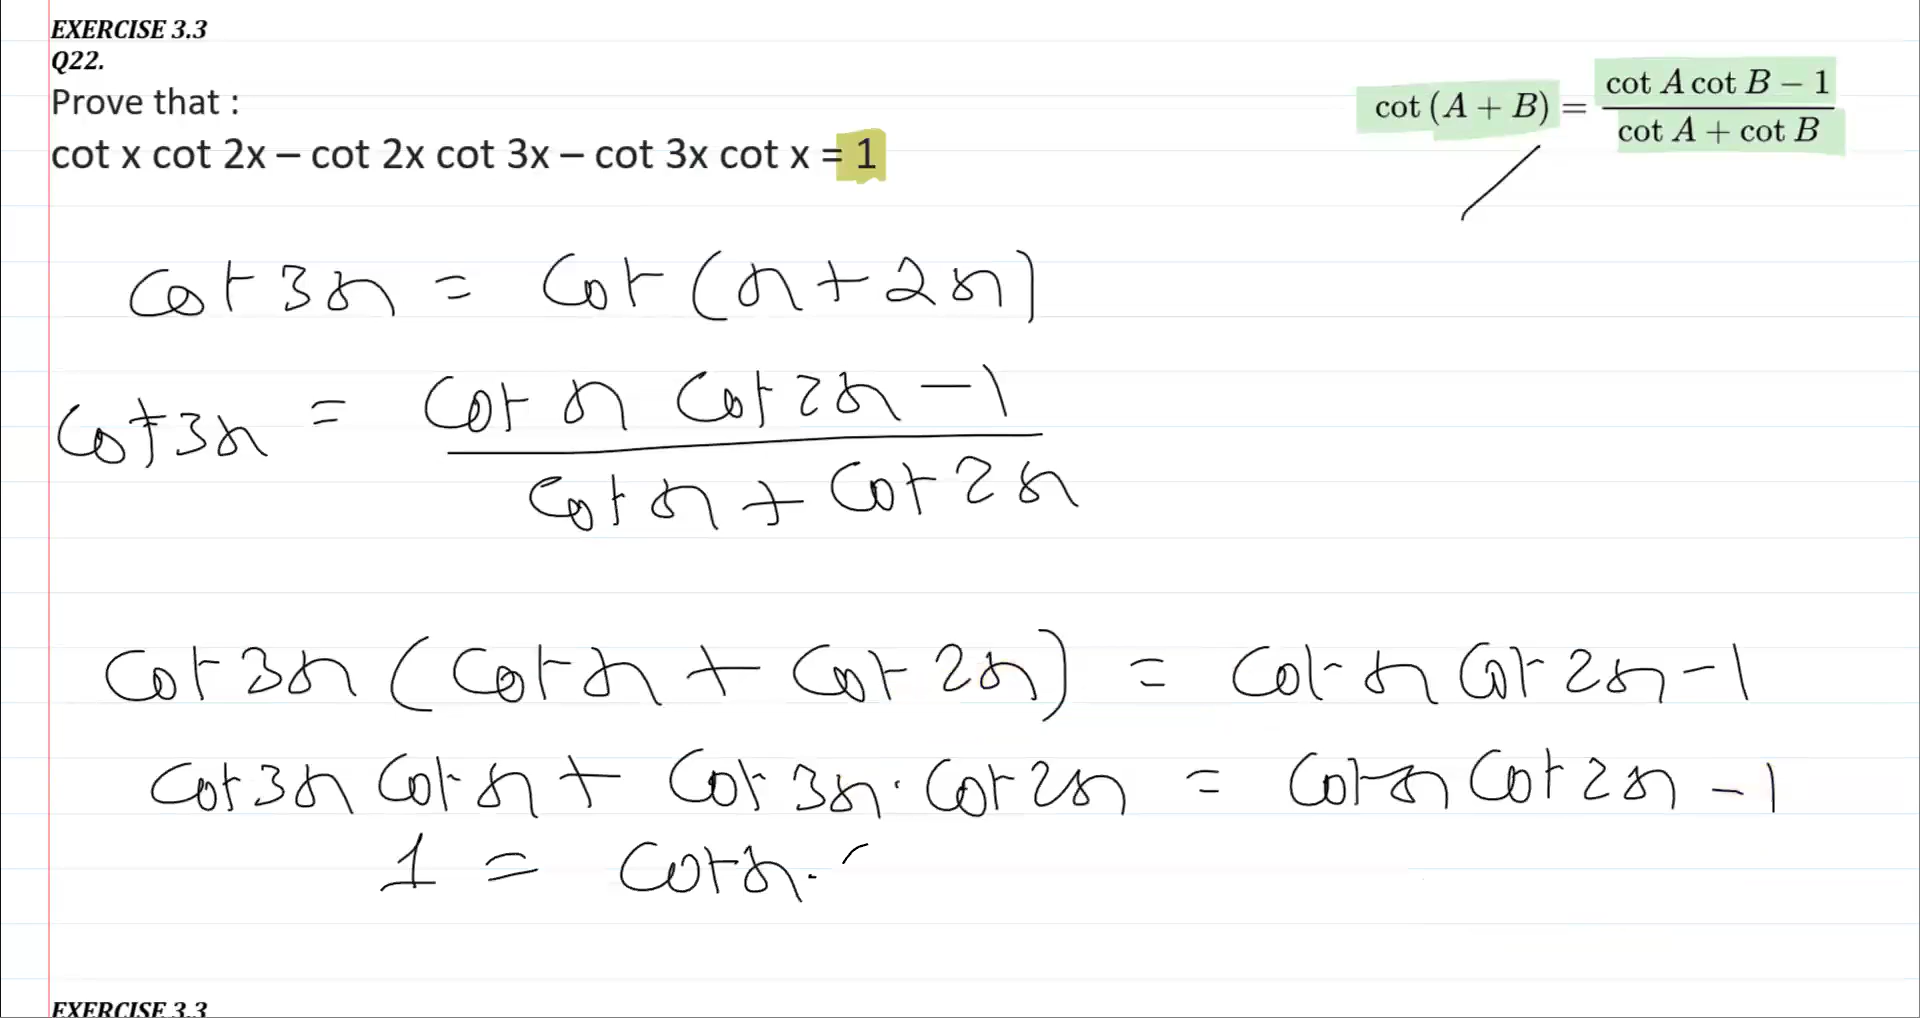 EXERCISE 3.3
Q22.
Prove that :
cot x cot 2x – cot 2x cot 3x – cot 3x cot x = 1
cot (A + B) = (cot A cot B − 1) / (cot A + cot B)
cot 3x = cot (x + 2x)
cot 3x = (cot x cot 2x − 1) / (cot x + cot 2x)
cot 3x (cot x + cot 2x) = cot x cot 2x − 1
cot 3x cot x + cot 3x · cot 2x = cot x cot 2x − 1
1 = cot x ·
EXERCISE 3.3